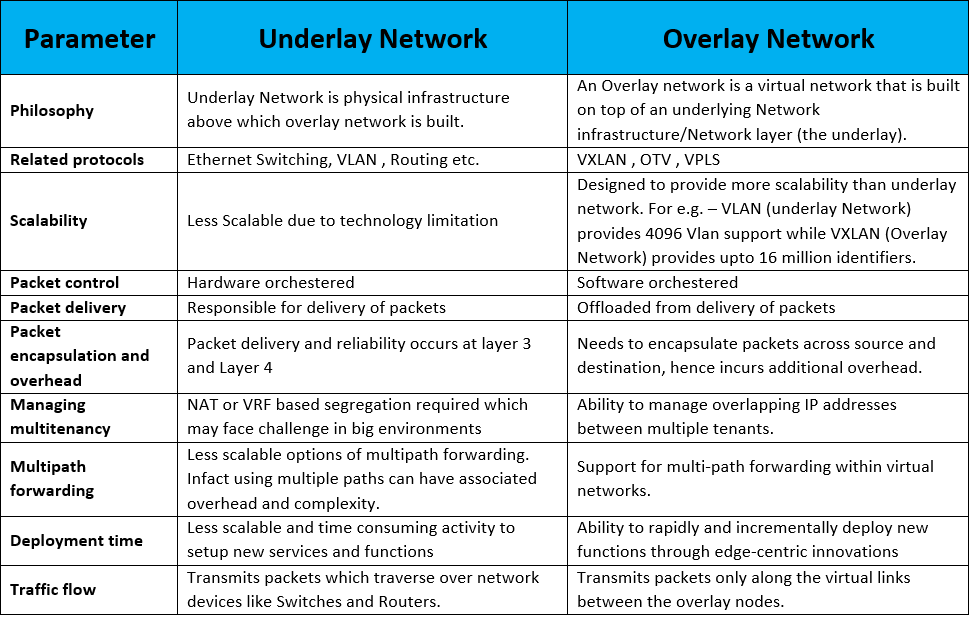 Parameter Underlay Network Overlay Network
Philosophy
Underlay Network is physical infrastructure
above which overlay network is built.
An Overlay network is a virtual network that is built
on top of an underlying Network
infrastructure/Network layer (the underlay).
Related protocols
Ethernet Switching, VLAN , Routing etc.
VXLAN , OTV , VPLS
Scalability
Less Scalable due to technology limitation
Designed to provide more scalability than underlay
network. For e.g. – VLAN (underlay Network)
provides 4096 Vlan support while VXLAN (Overlay
Network) provides upto 16 million identifiers.
Packet control
Hardware orchestered
Software orchestered
Packet delivery
Responsible for delivery of packets
Offloaded from delivery of packets
Packet
encapsulation and
overhead
Packet delivery and reliability occurs at layer 3
and Layer 4
Needs to encapsulate packets across source and
destination, hence incurs additional overhead.
Managing
multitenancy
NAT or VRF based segregation required which
may face challenge in big environments
Ability to manage overlapping IP addresses
between multiple tenants.
Multipath
forwarding
Less scalable options of multipath forwarding.
Infact using multiple paths can have associated
overhead and complexity.
Support for multi-path forwarding within virtual
networks.
Deployment time
Less scalable and time consuming activity to
setup new services and functions
Ability to rapidly and incrementally deploy new
functions through edge-centric innovations
Traffic flow
Transmits packets which traverse over network
devices like Switches and Routers.
Transmits packets only along the virtual links
between the overlay nodes.